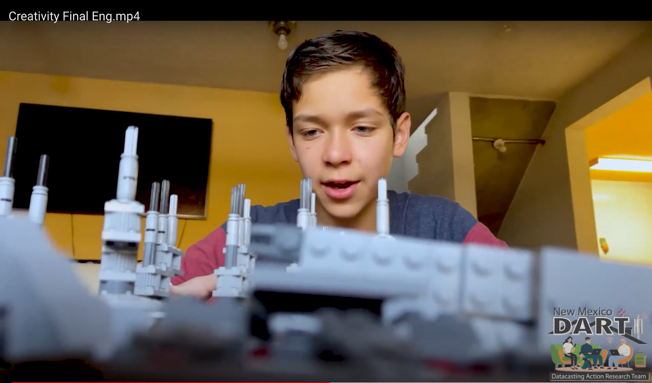 Creativity Final Eng.mp4
New Mexico
DART
Datacasting Action Research Team